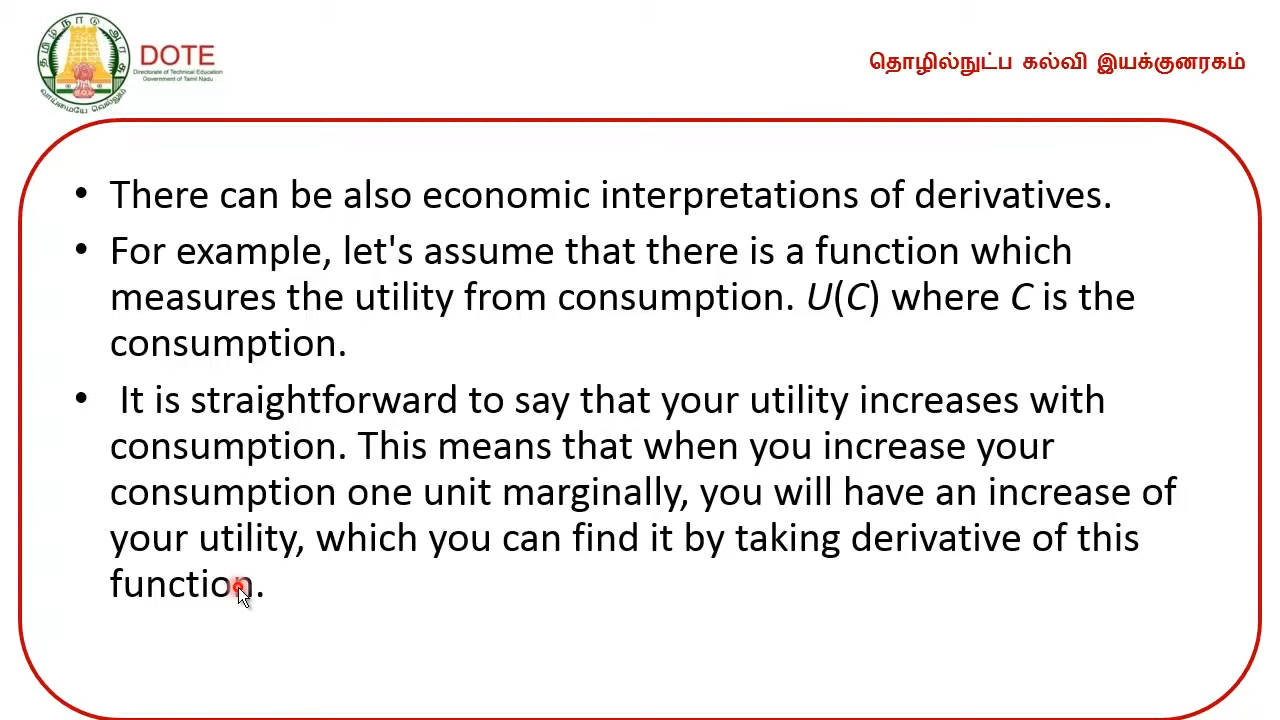 தமிழ்நாடு அரசு
வாய்மையே வெல்லும்
DOTE
Directorate of Technical Education
Government of Tamil Nadu
தொழில்நுட்ப கல்வி இயக்குனரகம்
• There can be also economic interpretations of derivatives.
• For example, let's assume that there is a function which
measures the utility from consumption. U(C) where C is the
consumption.
• It is straightforward to say that your utility increases with
consumption. This means that when you increase your
consumption one unit marginally, you will have an increase of
your utility, which you can find it by taking derivative of this
function.